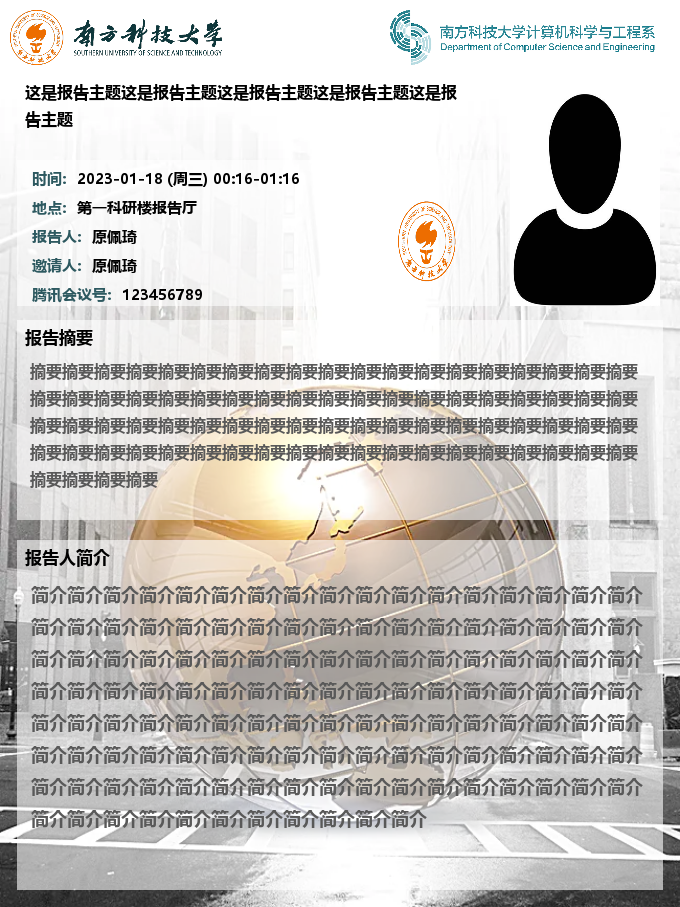 南方科技大学
SOUTHERN UNIVERSITY OF SCIENCE AND TECHNOLOGY
南方科技大学计算机科学与工程系
Department of Computer Science and Engineering
这是报告主题这是报告主题这是报告主题这是报告主题这是报
告主题
时间: 2023-01-18 (周三) 00:16-01:16
地点: 第一科研楼报告厅
报告人: 原佩琦
邀请人: 原佩琦
腾讯会议号: 123456789
南方科技大学
报告摘要
摘要摘要摘要摘要摘要摘要摘要摘要摘要摘要摘要摘要摘要摘要摘要摘要摘要摘要摘要
摘要摘要摘要摘要摘要摘要摘要摘要摘要摘要摘要摘要摘要摘要摘要摘要摘要摘要摘要
摘要摘要摘要摘要摘要摘要摘要摘要摘要摘要摘要摘要摘要摘要摘要摘要摘要摘要摘要
摘要摘要摘要摘要摘要摘要摘要摘要摘要摘要摘要摘要摘要摘要摘要摘要摘要摘要摘要
摘要摘要摘要摘要
报告人简介
简介简介简介简介简介简介简介简介简介简介简介简介简介简介简介简介简介
简介简介简介简介简介简介简介简介简介简介简介简介简介简介简介简介简介
简介简介简介简介简介简介简介简介简介简介简介简介简介简介简介简介简介
简介简介简介简介简介简介简介简介简介简介简介简介简介简介简介简介简介
简介简介简介简介简介简介简介简介简介简介简介简介简介简介简介简介简介
简介简介简介简介简介简介简介简介简介简介简介简介简介简介简介简介简介
简介简介简介简介简介简介简介简介简介简介简介简介简介简介简介简介简介
简介简介简介简介简介简介简介简介简介简介简介